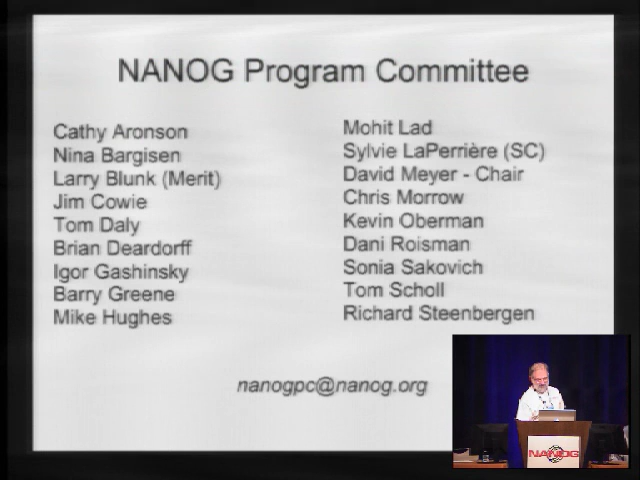 NANOG Program Committee
Cathy Aronson
Nina Bargisen
Larry Blunk (Merit)
Jim Cowie
Tom Daly
Brian Deardorff
Igor Gashinsky
Barry Greene
Mike Hughes
Mohit Lad
Sylvie LaPerrière (SC)
David Meyer - Chair
Chris Morrow
Kevin Oberman
Dani Roisman
Sonia Sakovich
Tom Scholl
Richard Steenbergen
nanogpc@nanog.org
NANOG